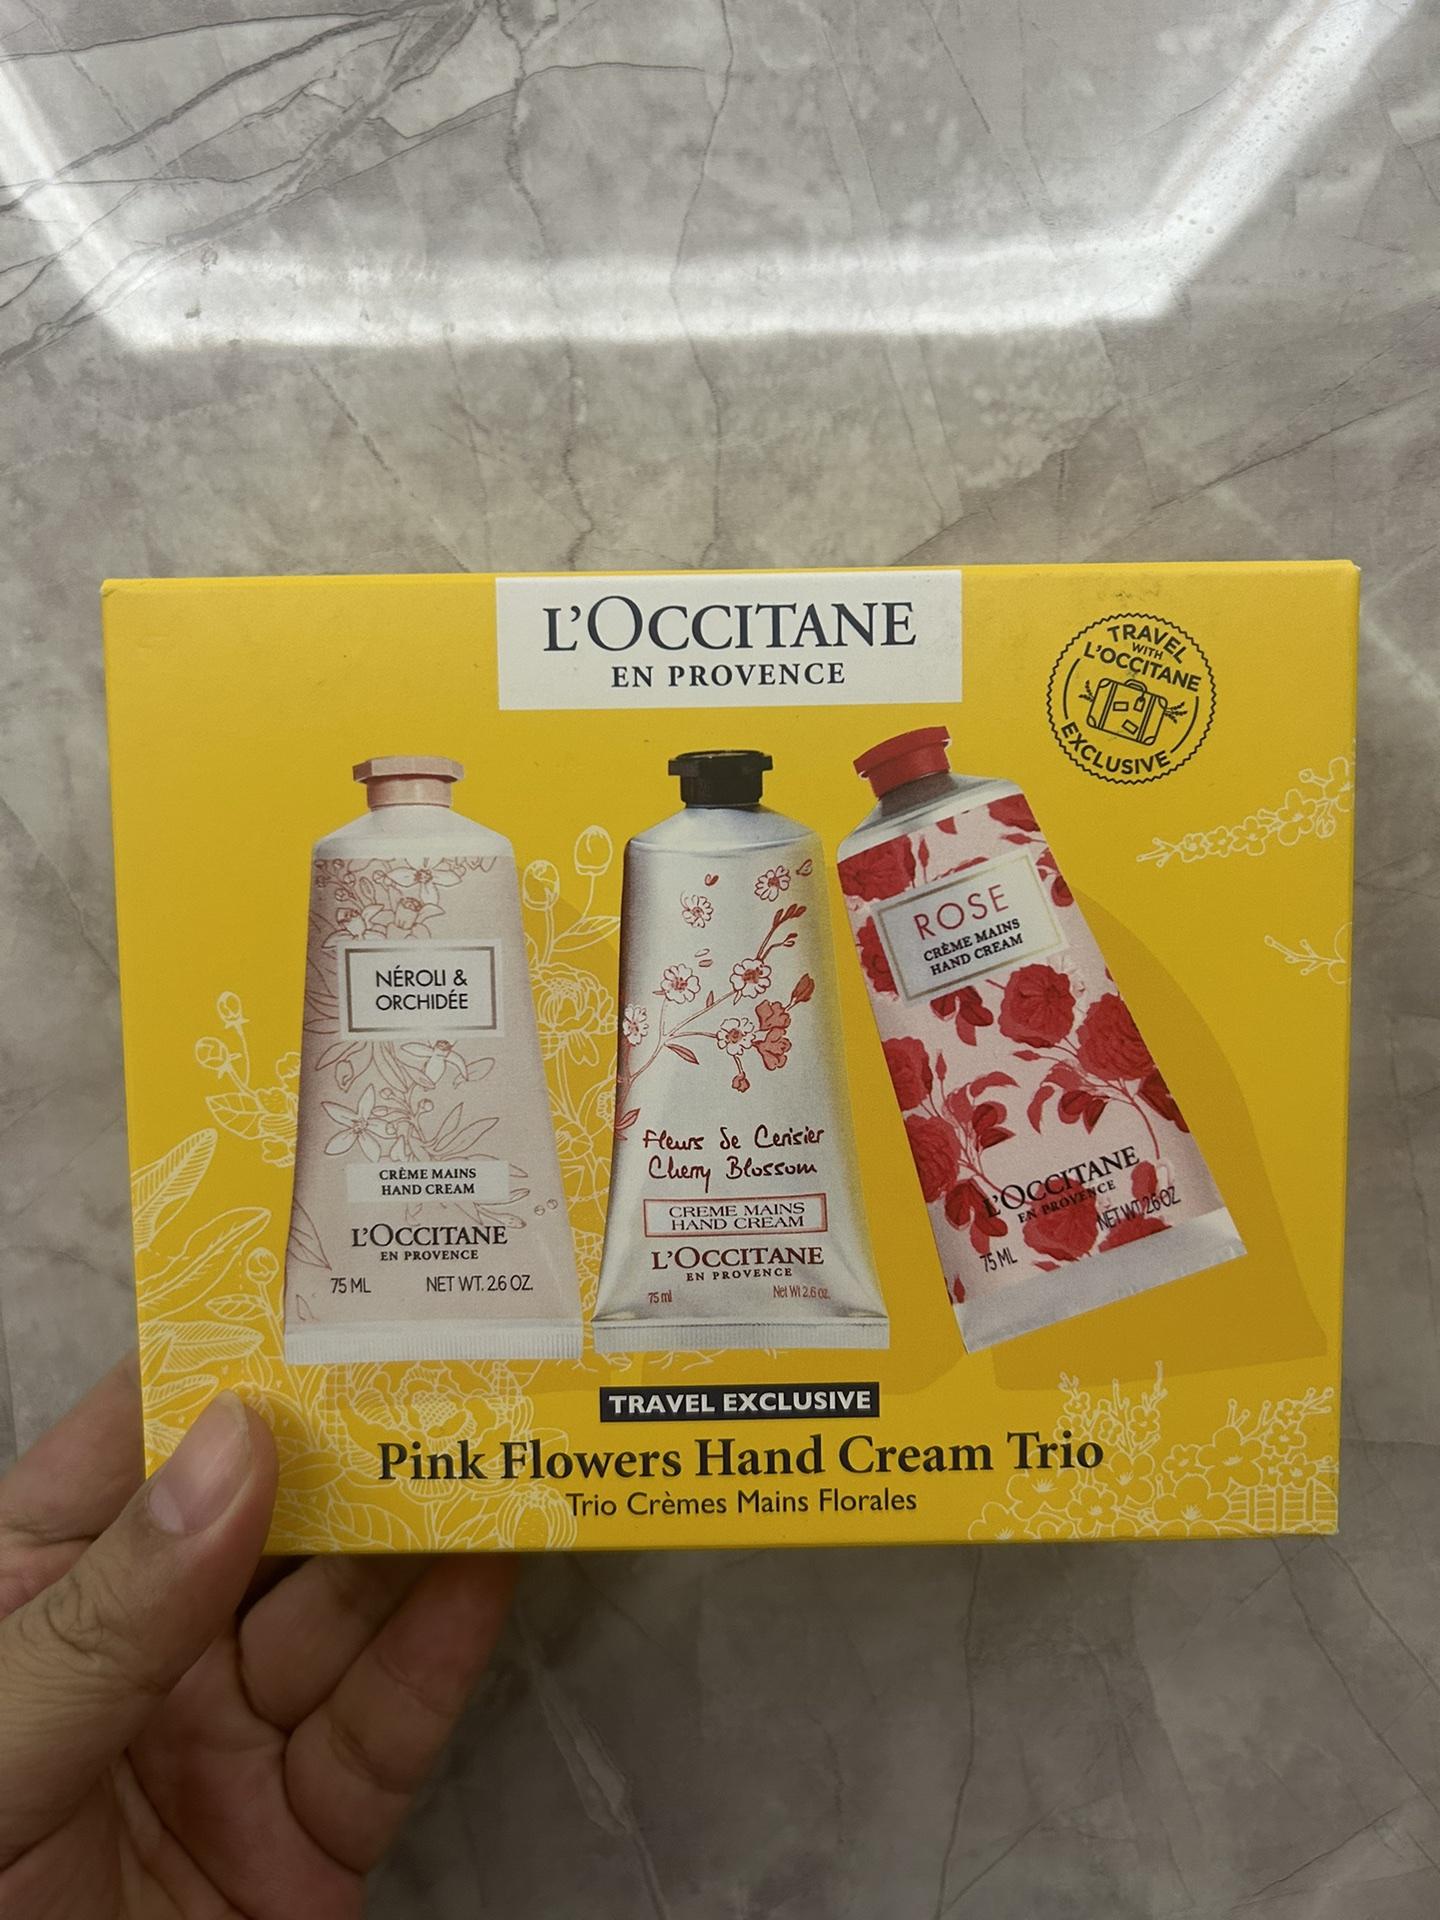 L'OCCITANE
EN PROVENCE
TRAVEL
WITH
L'OCCITANE
EXCLUSIVE
NÉROLI &
ORCHIDÉE
CRÈME MAINS
HAND CREAM
L'OCCITANE
EN PROVENCE
75 ML NET WT. 2.6 OZ.
Fleurs de Cerisier
Cherry Blossom
CREME MAINS
HAND CREAM
L'OCCITANE
EN PROVENCE
75 ml Net Wt 2.6 oz.
ROSE
CRÈME MAINS
HAND CREAM
L'OCCITANE
EN PROVENCE
75 ML NET WT. 2.6 OZ.
TRAVEL EXCLUSIVE
Pink Flowers Hand Cream Trio
Trio Crèmes Mains Florales